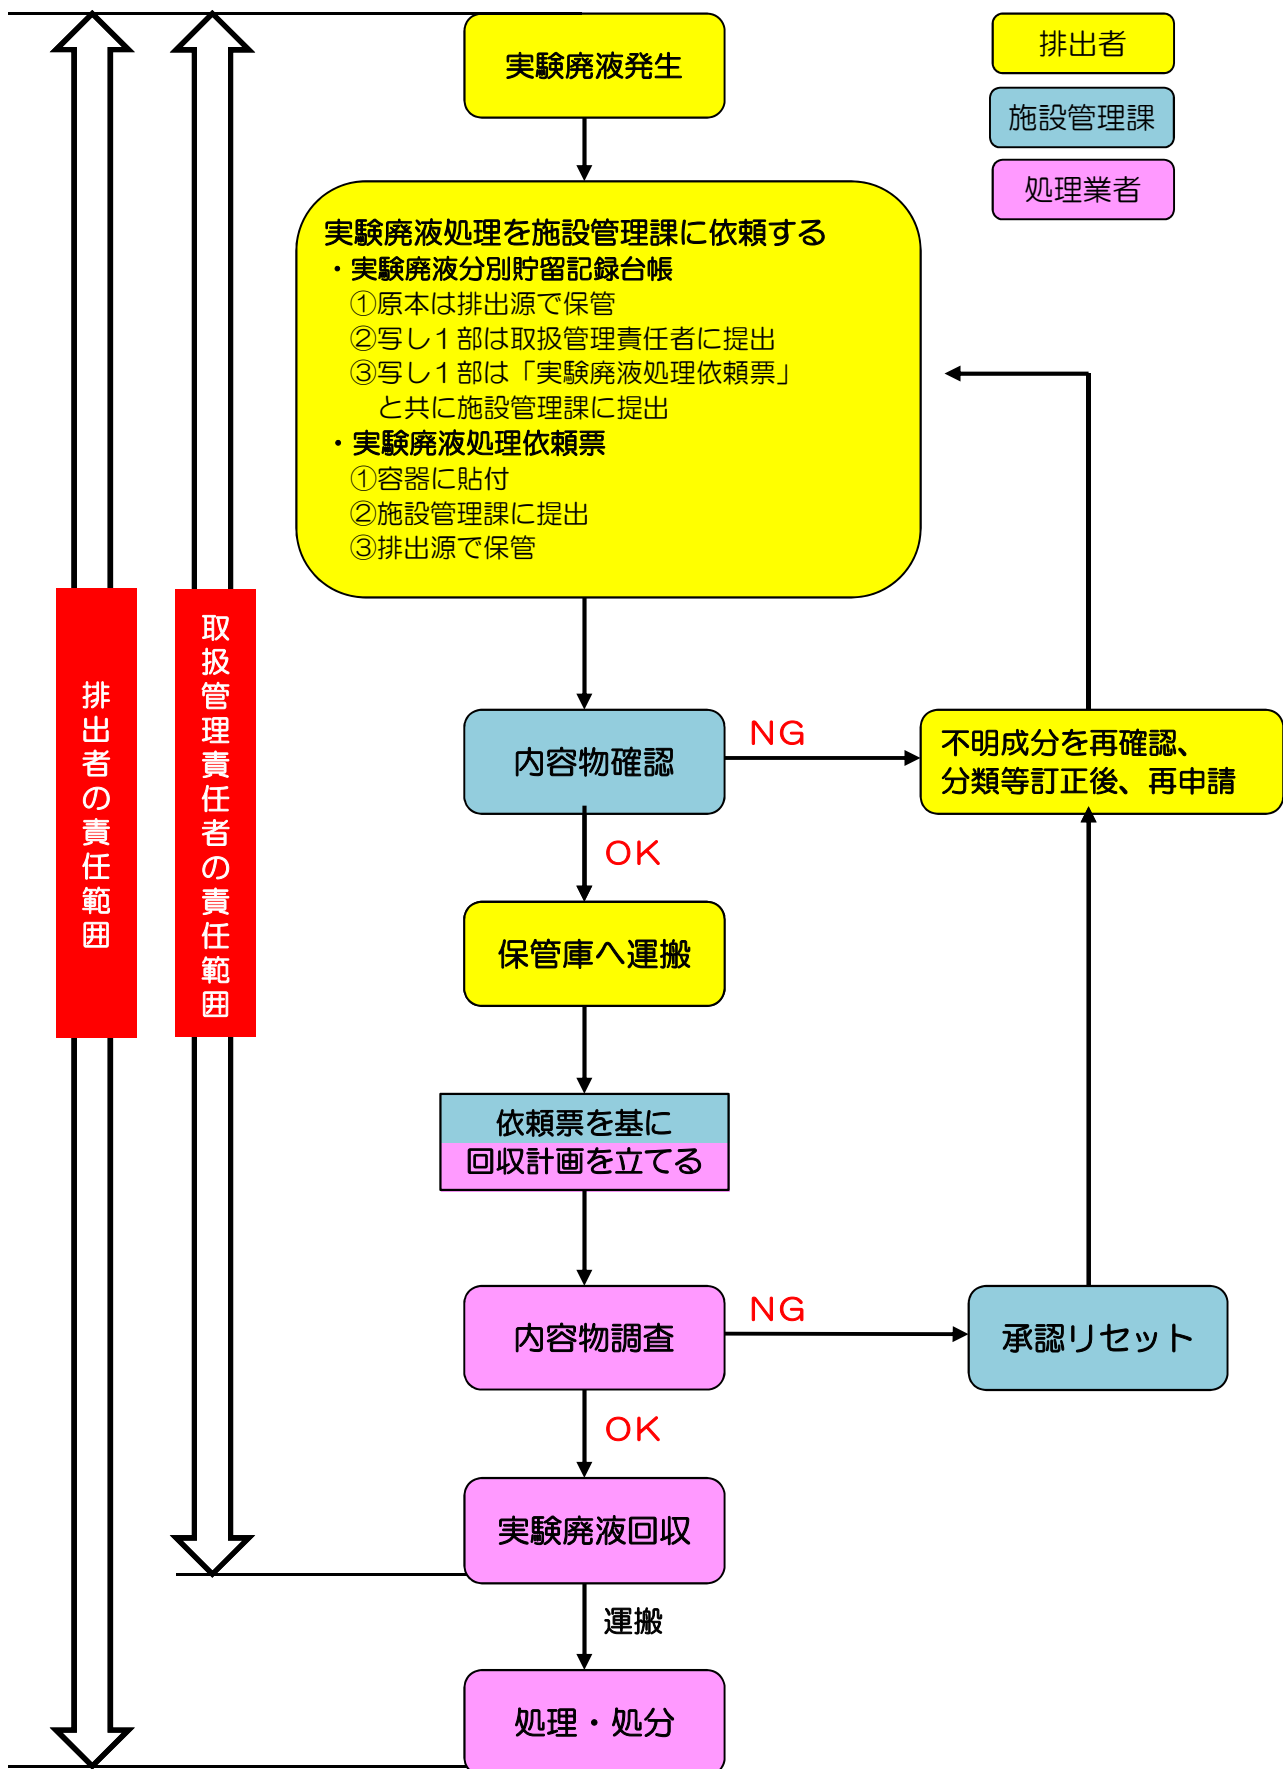 実験廃液発生
排出者
施設管理課
処理業者
実験廃液処理を施設管理課に依頼する
・実験廃液分別貯留記録台帳
①原本は排出源で保管
②写し１部は取扱管理責任者に提出
③写し１部は「実験廃液処理依頼票」
と共に施設管理課に提出
・実験廃液処理依頼票
①容器に貼付
②施設管理課に提出
③排出源で保管
排出者の責任範囲
取扱管理責任者の責任範囲
内容物確認
ＮＧ
不明成分を再確認、
分類等訂正後、再申請
ＯＫ
保管庫へ運搬
依頼票を基に
回収計画を立てる
内容物調査
ＮＧ
承認リセット
ＯＫ
実験廃液回収
運搬
処理・処分